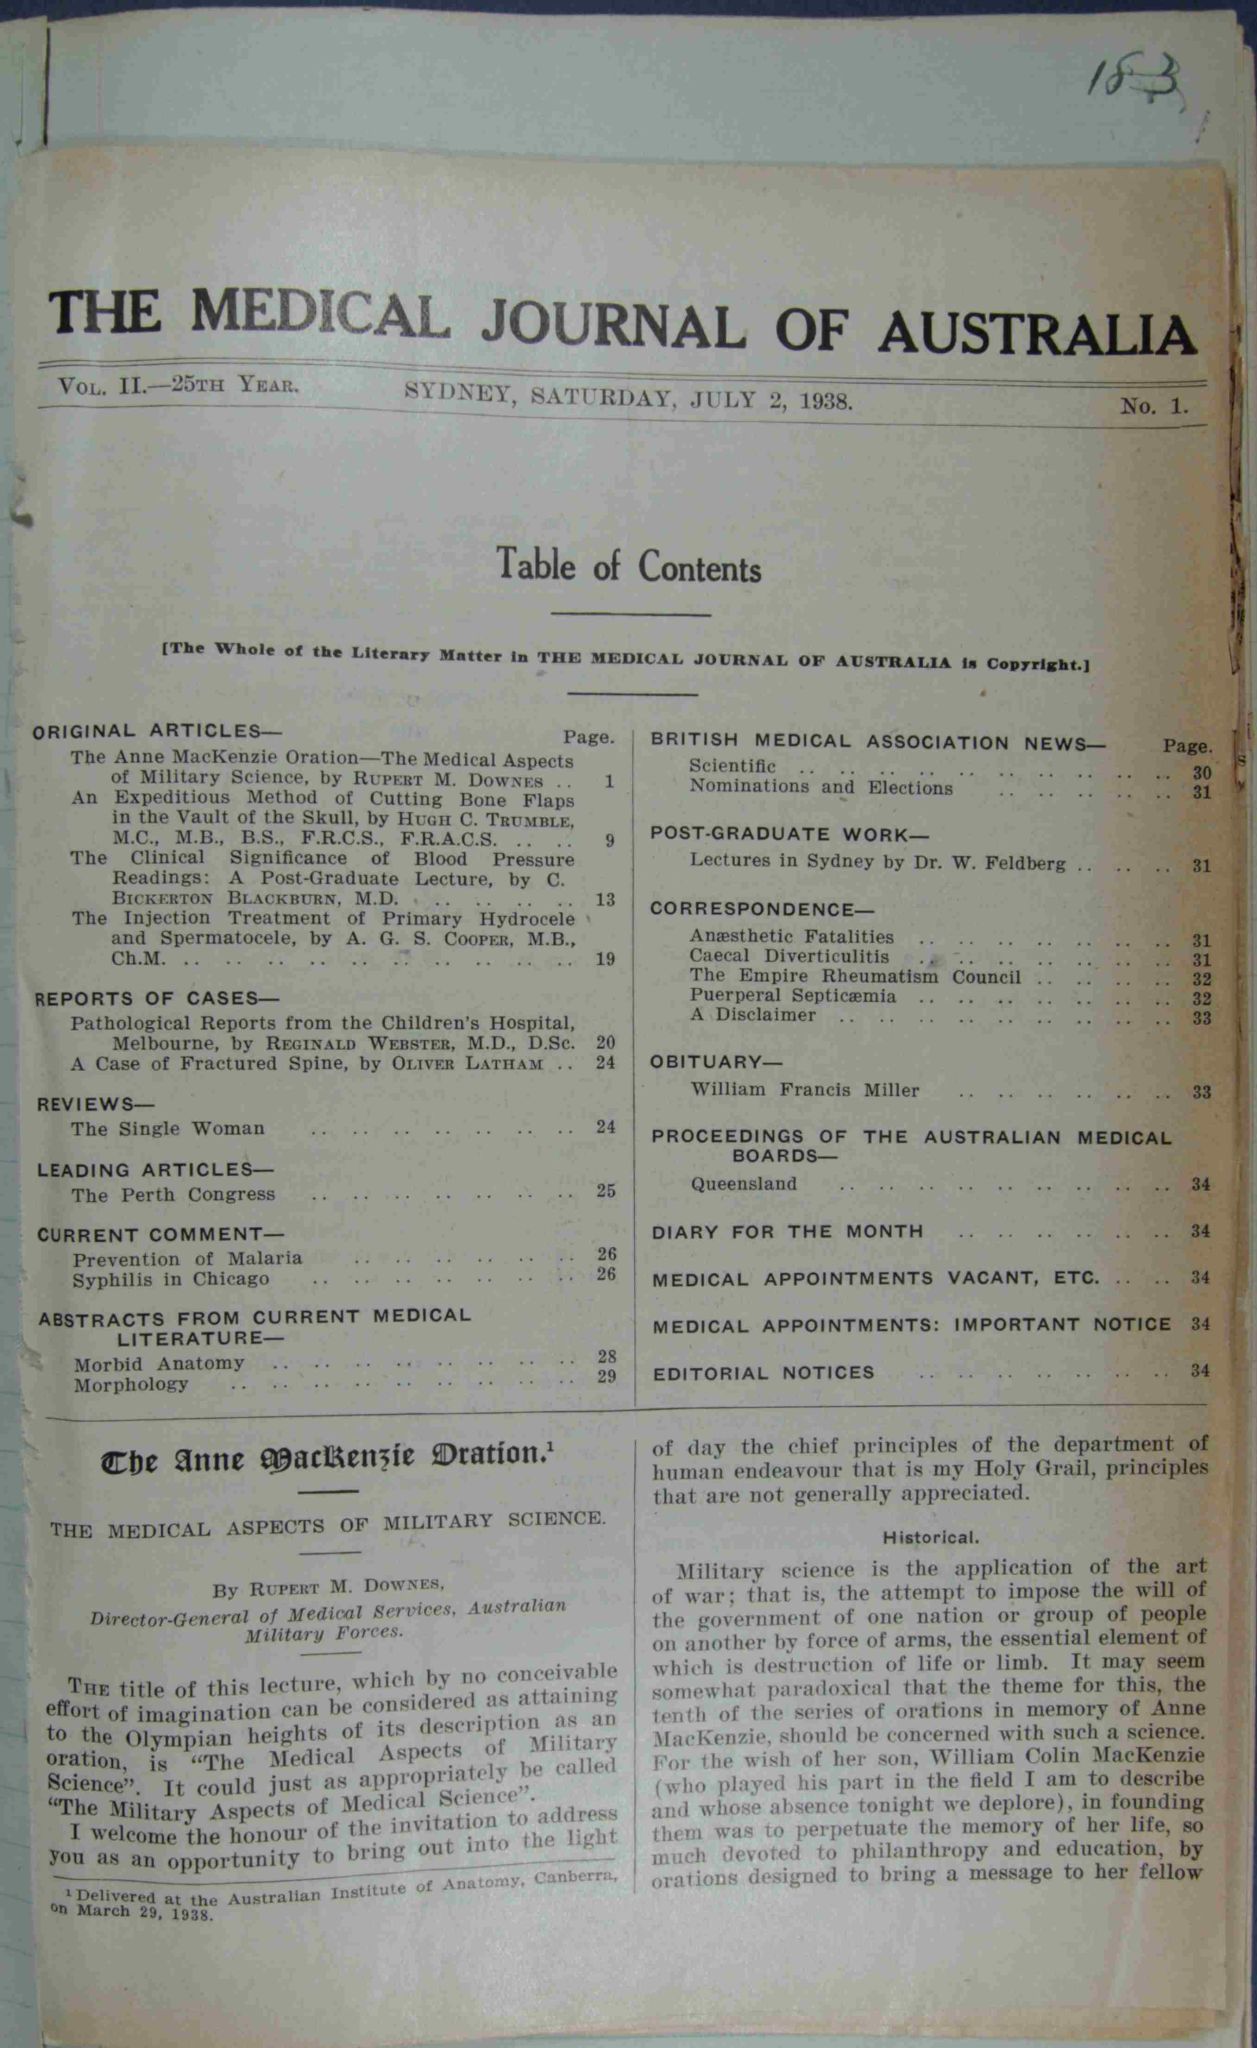 183
THE MEDICAL JOURNAL OF AUSTRALIA
VOL. II.—25TH YEAR. SYDNEY, SATURDAY, JULY 2, 1938. No. 1.
Table of Contents
[The Whole of the Literary Matter in THE MEDICAL JOURNAL OF AUSTRALIA is Copyright.]
ORIGINAL ARTICLES— Page.
The Anne MacKenzie Oration—The Medical Aspects
of Military Science, by RUPERT M. DOWNES .. 1
An Expeditious Method of Cutting Bone Flaps
in the Vault of the Skull, by HUGH C. TRUMBLE,
M.C., M.B., B.S., F.R.C.S., F.R.A.C.S. .. .. .. 9
The Clinical Significance of Blood Pressure
Readings: A Post-Graduate Lecture, by C.
BICKERTON BLACKBURN, M.D. .. .. .. .. .. 13
The Injection Treatment of Primary Hydrocele
and Spermatocele, by A. G. S. COOPER, M.B.,
Ch.M. .. .. .. .. .. .. .. .. .. .. .. 19
REPORTS OF CASES—
Pathological Reports from the Children's Hospital,
Melbourne, by REGINALD WEBSTER, M.D., D.Sc. 20
A Case of Fractured Spine, by OLIVER LATHAM .. 24
REVIEWS—
The Single Woman .. .. .. .. .. .. .. 24
LEADING ARTICLES—
The Perth Congress .. .. .. .. .. .. .. 25
CURRENT COMMENT—
Prevention of Malaria .. .. .. .. .. .. 26
Syphilis in Chicago .. .. .. .. .. .. .. 26
ABSTRACTS FROM CURRENT MEDICAL
LITERATURE—
Morbid Anatomy .. .. .. .. .. .. .. .. 28
Morphology .. .. .. .. .. .. .. .. .. 29
BRITISH MEDICAL ASSOCIATION NEWS— Page.
Scientific .. .. .. .. .. .. .. .. .. .. 30
Nominations and Elections .. .. .. .. .. 31
POST-GRADUATE WORK—
Lectures in Sydney by Dr. W. Feldberg .. .. .. 31
CORRESPONDENCE—
Anæsthetic Fatalities .. .. .. .. .. .. .. 31
Caecal Diverticulitis .. .. .. .. .. .. .. 31
The Empire Rheumatism Council .. .. .. .. 32
Puerperal Septicæmia .. .. .. .. .. .. .. 32
A Disclaimer .. .. .. .. .. .. .. .. .. 33
OBITUARY—
William Francis Miller .. .. .. .. .. .. 33
PROCEEDINGS OF THE AUSTRALIAN MEDICAL
BOARDS—
Queensland .. .. .. .. .. .. .. .. .. 34
DIARY FOR THE MONTH .. .. .. .. .. .. 34
MEDICAL APPOINTMENTS VACANT, ETC. .. .. 34
MEDICAL APPOINTMENTS: IMPORTANT NOTICE 34
EDITORIAL NOTICES .. .. .. .. .. .. .. 34
The Anne MacKenzie Oration.¹
THE MEDICAL ASPECTS OF MILITARY SCIENCE.
By RUPERT M. DOWNES,
Director-General of Medical Services, Australian
Military Forces.
THE title of this lecture, which by no conceivable
effort of imagination can be considered as attaining
to the Olympian heights of its description as an
oration, is "The Medical Aspects of Military
Science". It could just as appropriately be called
"The Military Aspects of Medical Science".
I welcome the honour of the invitation to address
you as an opportunity to bring out into the light
¹ Delivered at the Australian Institute of Anatomy, Canberra,
on March 29, 1938.
of day the chief principles of the department of
human endeavour that is my Holy Grail, principles
that are not generally appreciated.
Historical.
Military science is the application of the art
of war; that is, the attempt to impose the will of
the government of one nation or group of people
on another by force of arms, the essential element of
which is destruction of life or limb. It may seem
somewhat paradoxical that the theme for this, the
tenth of the series of orations in memory of Anne
MacKenzie, should be concerned with such a science.
For the wish of her son, William Colin MacKenzie
(who played his part in the field I am to describe
and whose absence tonight we deplore), in founding
them was to perpetuate the memory of her life, so
much devoted to philanthropy and education, by
orations designed to bring a message to her fellow